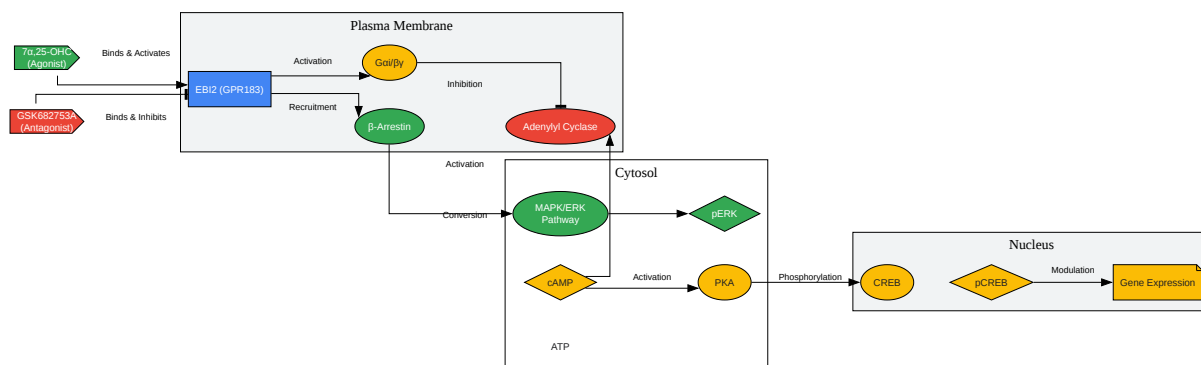 Plasma Membrane
7α,25-OHC
(Agonist)
Binds & Activates
EBI2 (GPR183)
Activation
Gαi/βγ
Inhibition
Recruitment
GSK682753A
(Antagonist)
Binds & Inhibits
β-Arrestin
Adenylyl Cyclase
Activation
Cytosol
Conversion
MAPK/ERK
Pathway
pERK
Nucleus
cAMP
Activation
PKA
Phosphorylation
CREB
pCREB
Modulation
Gene Expression
ATP